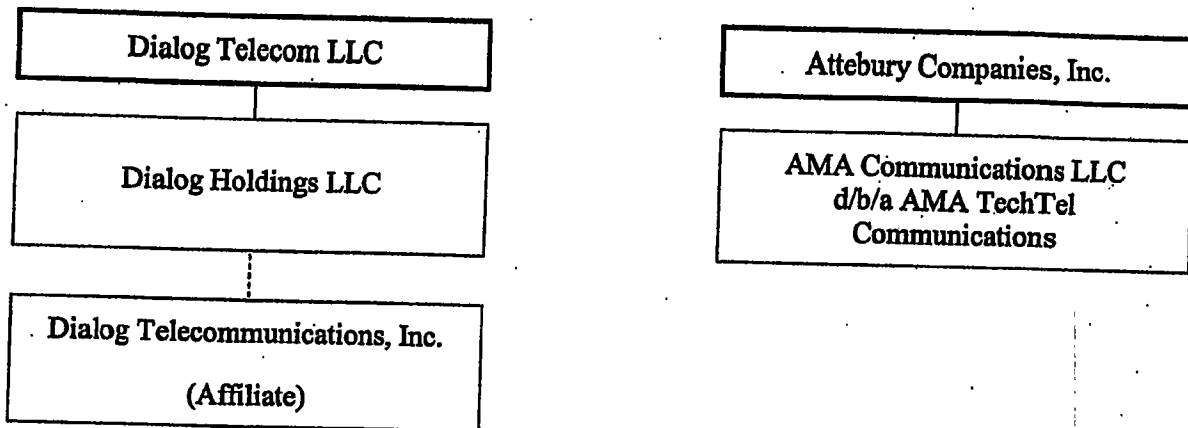 Dialog Telecom LLC
Dialog Holdings LLC
Dialog Telecommunications, Inc.
(Affiliate)
Attebury Companies, Inc.
AMA Communications LLC
d/b/a AMA TechTel
Communications